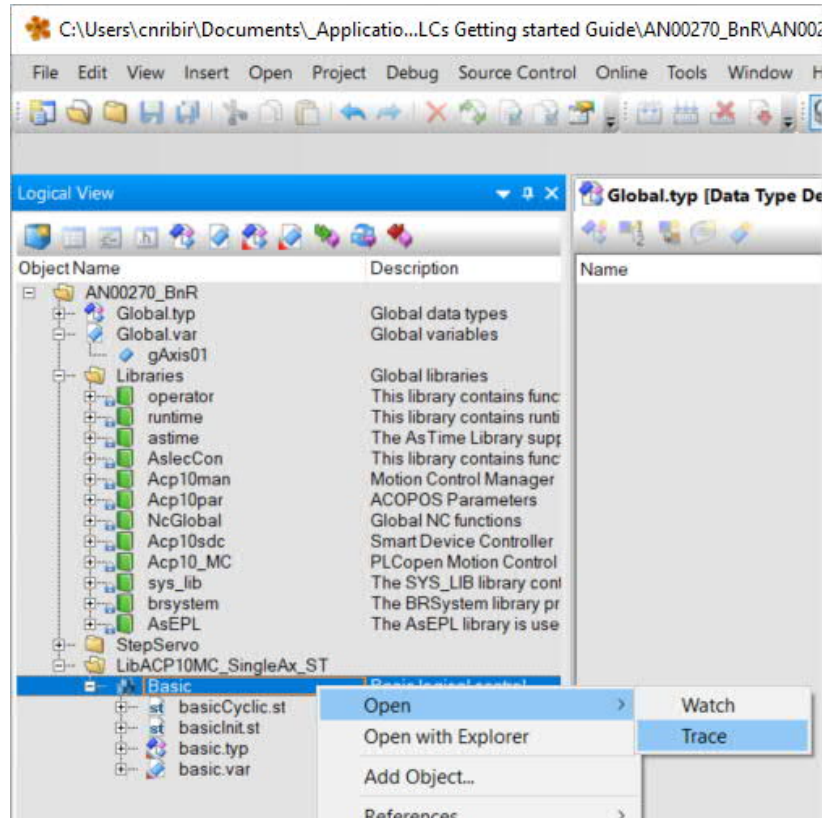 C:\Users\cnribir\Documents\_Applicatio...LCs Getting started Guide\AN00270_BnR\AN002
File Edit View Insert Open Project Debug Source Control Online Tools Window H
Logical View
Global.typ [Data Type De
Object Name Description
Name
AN00270_BnR
Global.typ Global data types
Global.var Global variables
gAxis01
Libraries Global libraries
operator This library contains func
runtime This library contains runti
astime The AsTime Library supp
AsIecCon This library contains func
Acp10man Motion Control Manager
Acp10par ACOPOS Parameters
NcGlobal Global NC functions
Acp10sdc Smart Device Controller
Acp10_MC PLCopen Motion Control
sys_lib The SYS_LIB library cont
brsystem The BRSystem library pr
AsEPL The AsEPL library is use
StepServo
LibACP10MC_SingleAx_ST
Basic Basic logical control
st basicCyclic.st
st basicInit.st
basic.typ
basic.var
Open
Watch
Trace
Open with Explorer
Add Object...
References